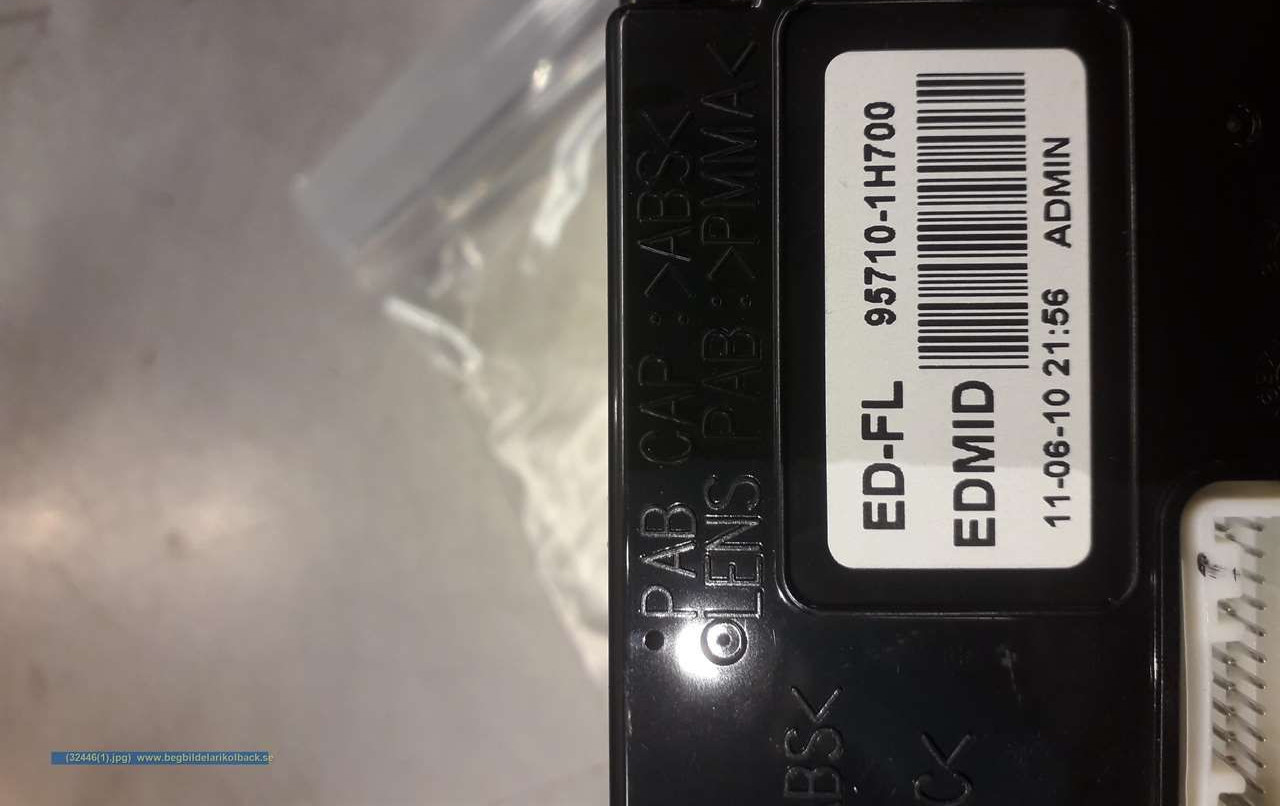 ED-FL 95710-1H700
EDMID
11-06-10 21:56 ADMIN
PAB CAP : >ABS<
LENS PAB : >PMMA<
BS<
C<
(32446(1).jpg) www.begbildelarikolback.se